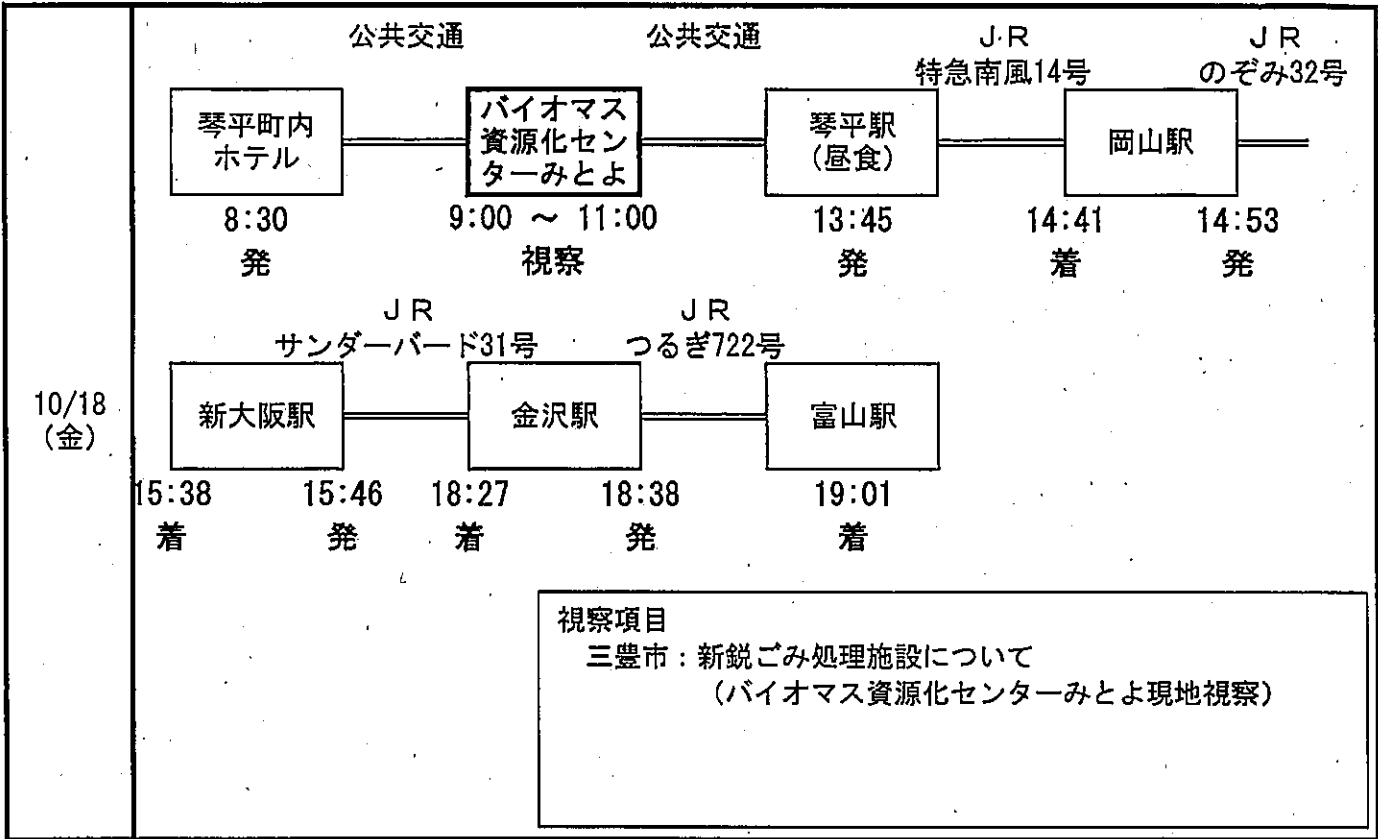 10/18
(金)
公共交通
公共交通
JR
特急南風14号
JR
のぞみ32号
琴平町内
ホテル
バイオマス
資源化セン
ターみとよ
琴平駅
(昼食)
岡山駅
8:30
発
9:00 ～ 11:00
視察
13:45
発
14:41
着
14:53
発
JR
サンダーバード31号
JR
つるぎ722号
新大阪駅
金沢駅
富山駅
15:38
着
15:46
発
18:27
着
18:38
発
19:01
着
視察項目
三豊市：新鋭ごみ処理施設について
（バイオマス資源化センターみとよ現地視察）